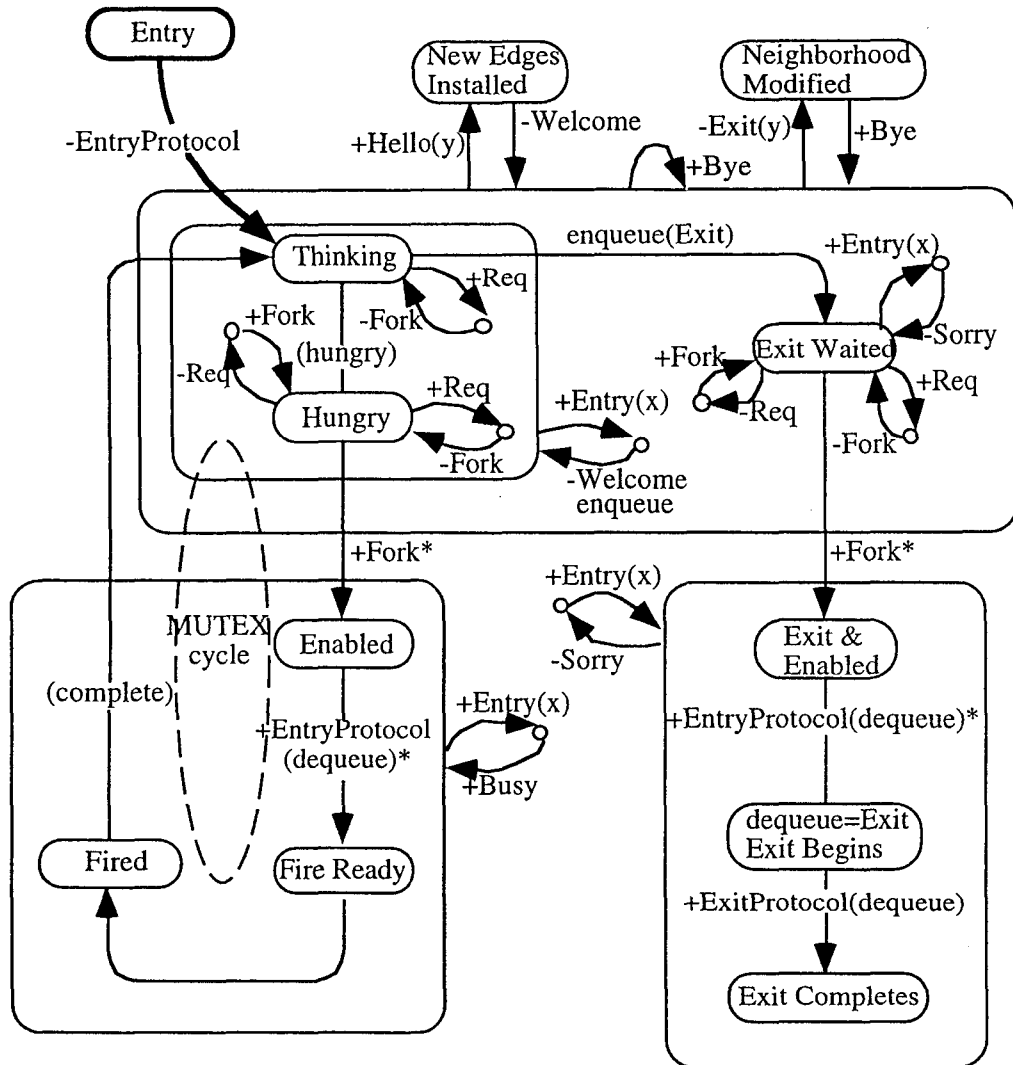 Entry
New Edges
Installed
Neighborhood
Modified
-EntryProtocol
+Hello(y)
-Welcome
+Bye
-Exit(y)
+Bye
enqueue(Exit)
+Entry(x)
Thinking
+Req
-Fork
+Fork
(hungry)
-Req
Hungry
+Req
-Fork
+Entry(x)
-Welcome
enqueue
-Sorry
Exit Waited
+Fork
-Req
+Req
-Fork
+Fork*
+Fork*
MUTEX
cycle
Enabled
+Entry(x)
-Sorry
Exit &
Enabled
(complete)
+EntryProtocol
(dequeue)*
+Entry(x)
+Busy
+EntryProtocol(dequeue)*
Fired
Fire Ready
dequeue=Exit
Exit Begins
+ExitProtocol(dequeue)
Exit Completes